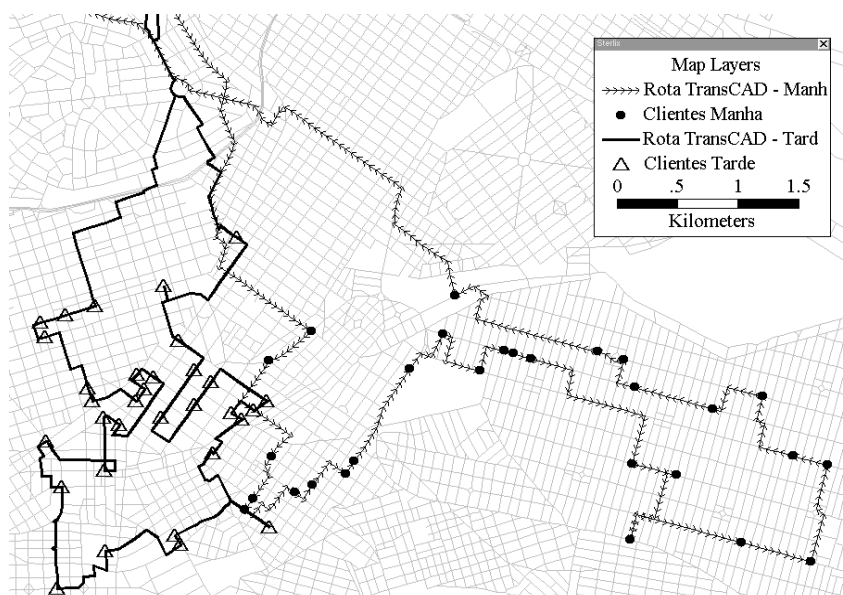 Sterlix
Map Layers
Rota TransCAD - Manh
Clientes Manha
Rota TransCAD - Tard
Clientes Tarde
0 .5 1 1.5
Kilometers